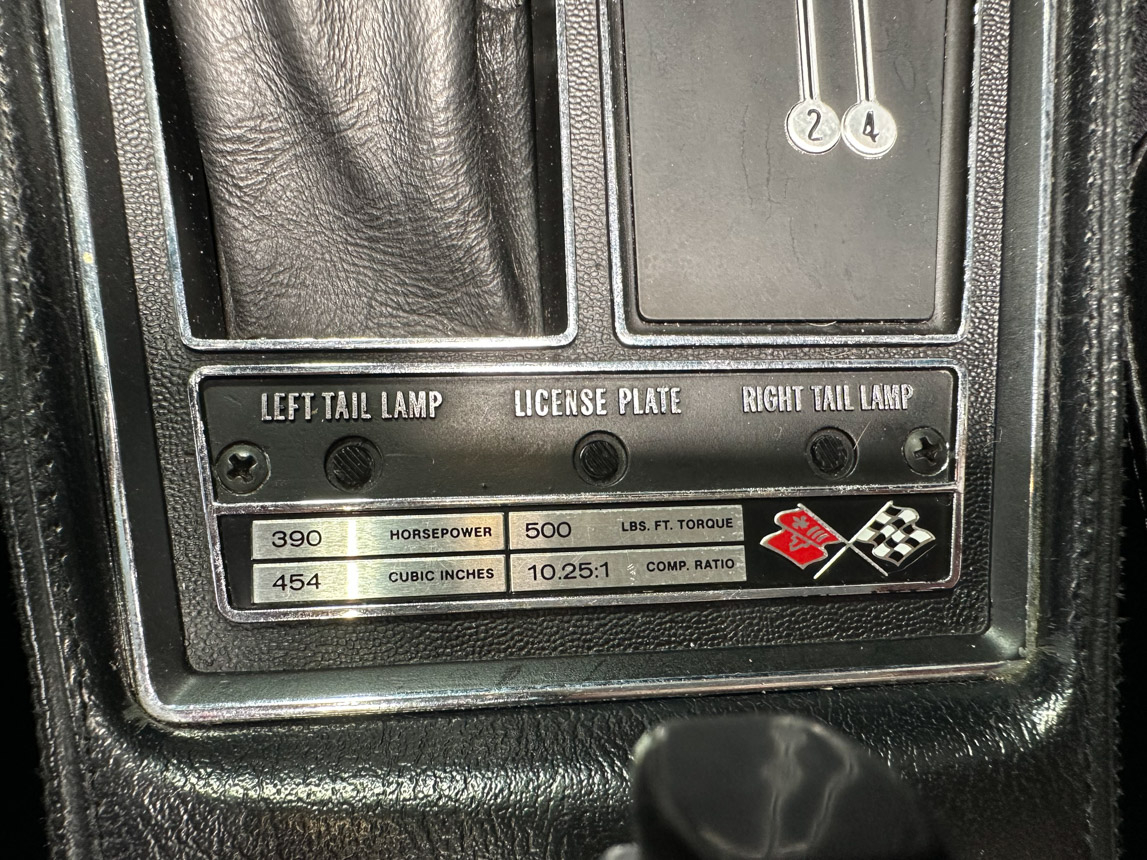 2 4
LEFT TAIL LAMP LICENSE PLATE RIGHT TAIL LAMP
390 HORSEPOWER 500 LBS. FT. TORQUE
454 CUBIC INCHES 10.25:1 COMP. RATIO